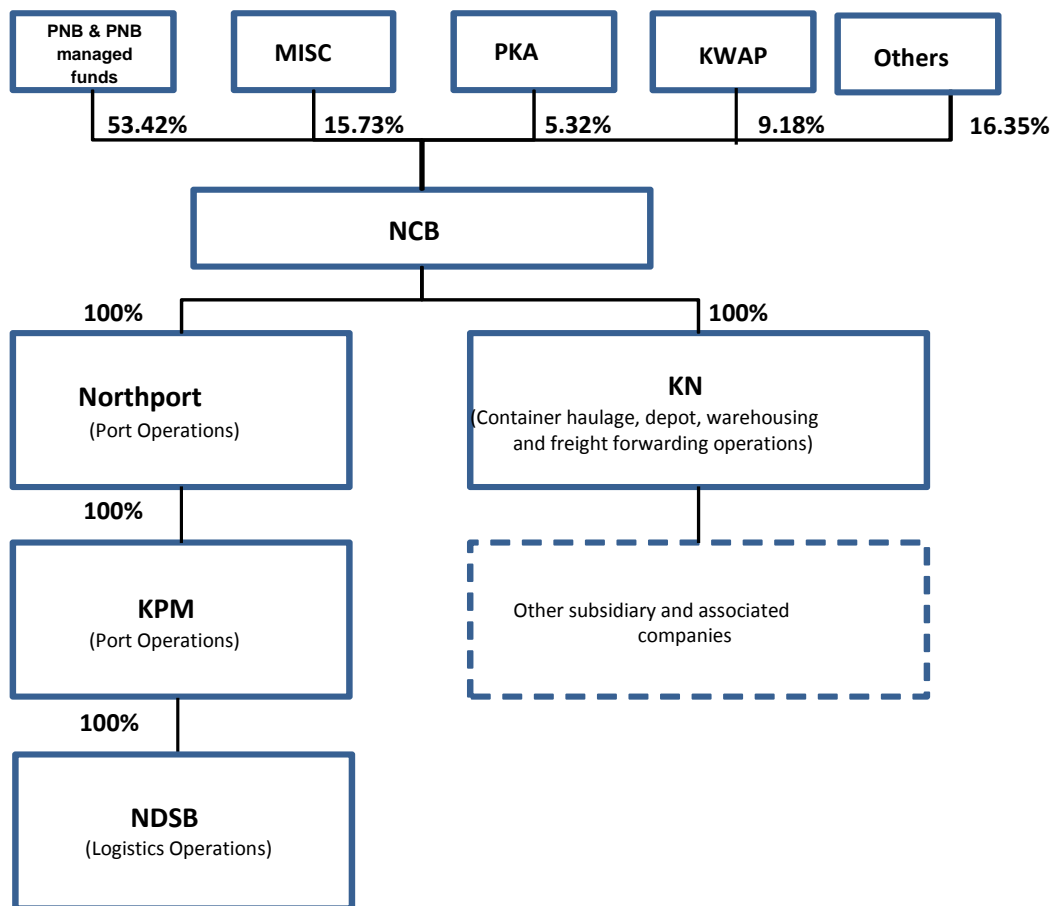 PNB & PNB
managed
funds
MISC
PKA
KWAP
Others
53.42%
15.73%
5.32%
9.18%
16.35%
NCB
100%
100%
Northport
(Port Operations)
KN
(Container haulage, depot, warehousing
and freight forwarding operations)
100%
KPM
(Port Operations)
Other subsidiary and associated
companies
100%
NDSB
(Logistics Operations)